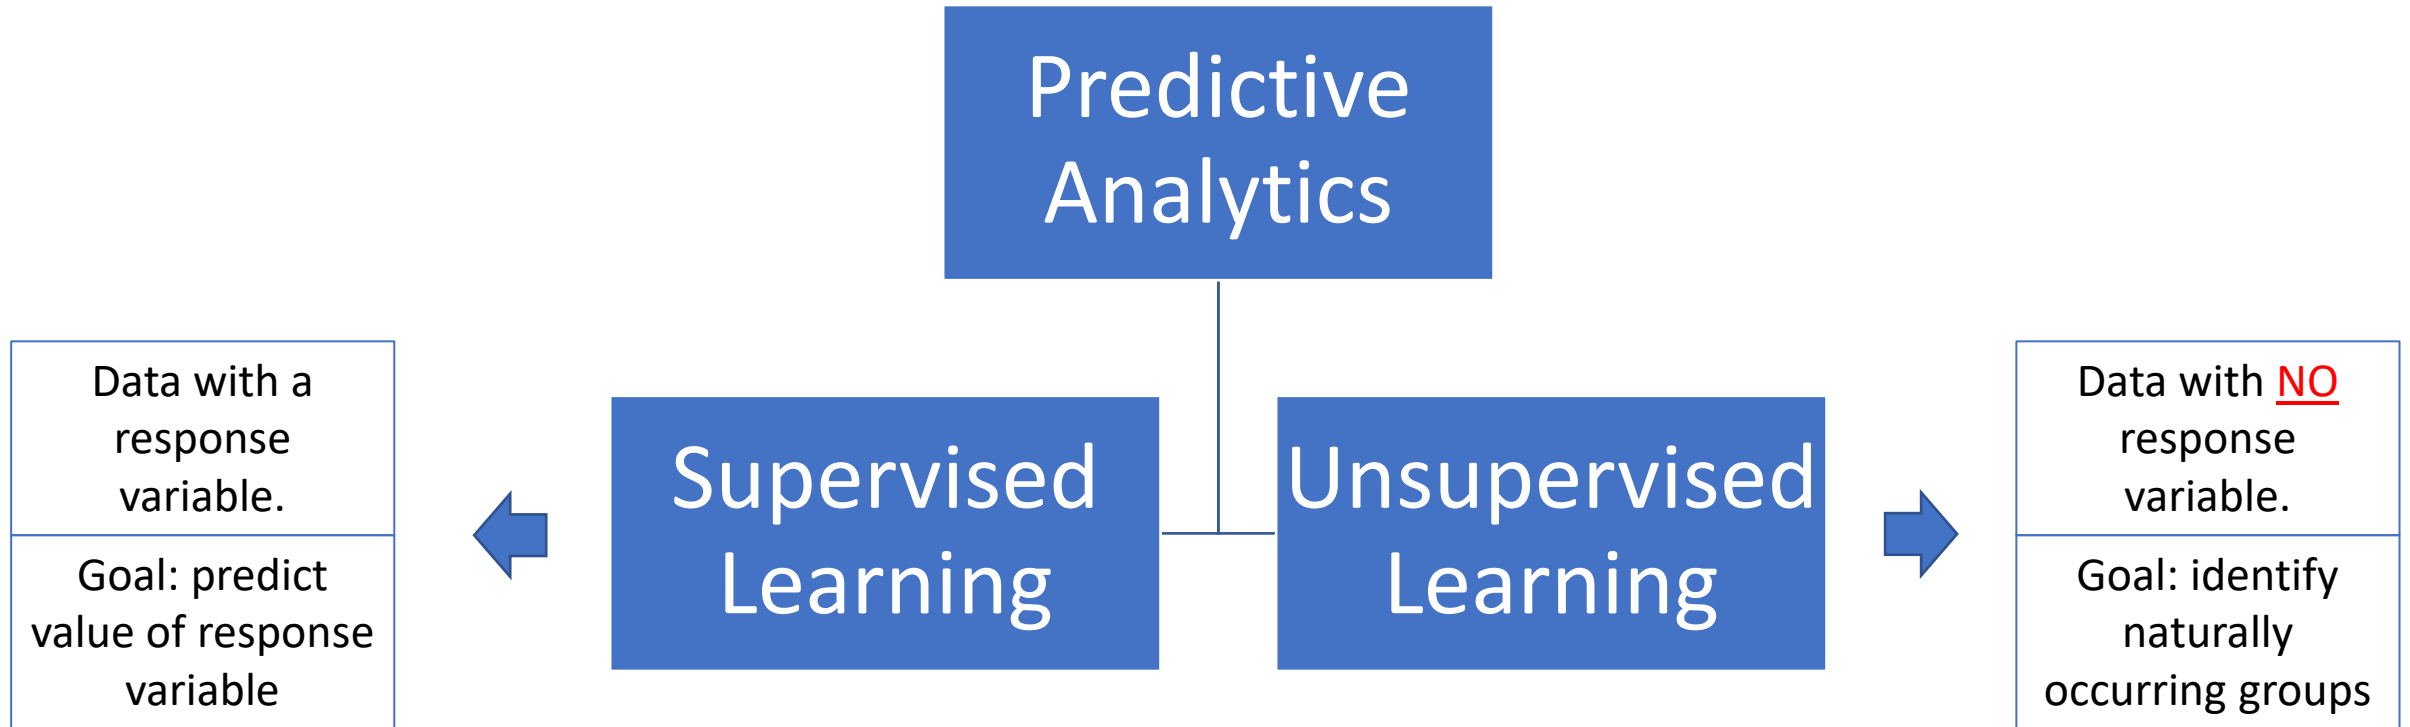 Predictive
Analytics
Data with a
response
variable.
Goal: predict
value of response
variable
Supervised
Learning
Unsupervised
Learning
Data with NO
response
variable.
Goal: identify
naturally
occurring groups